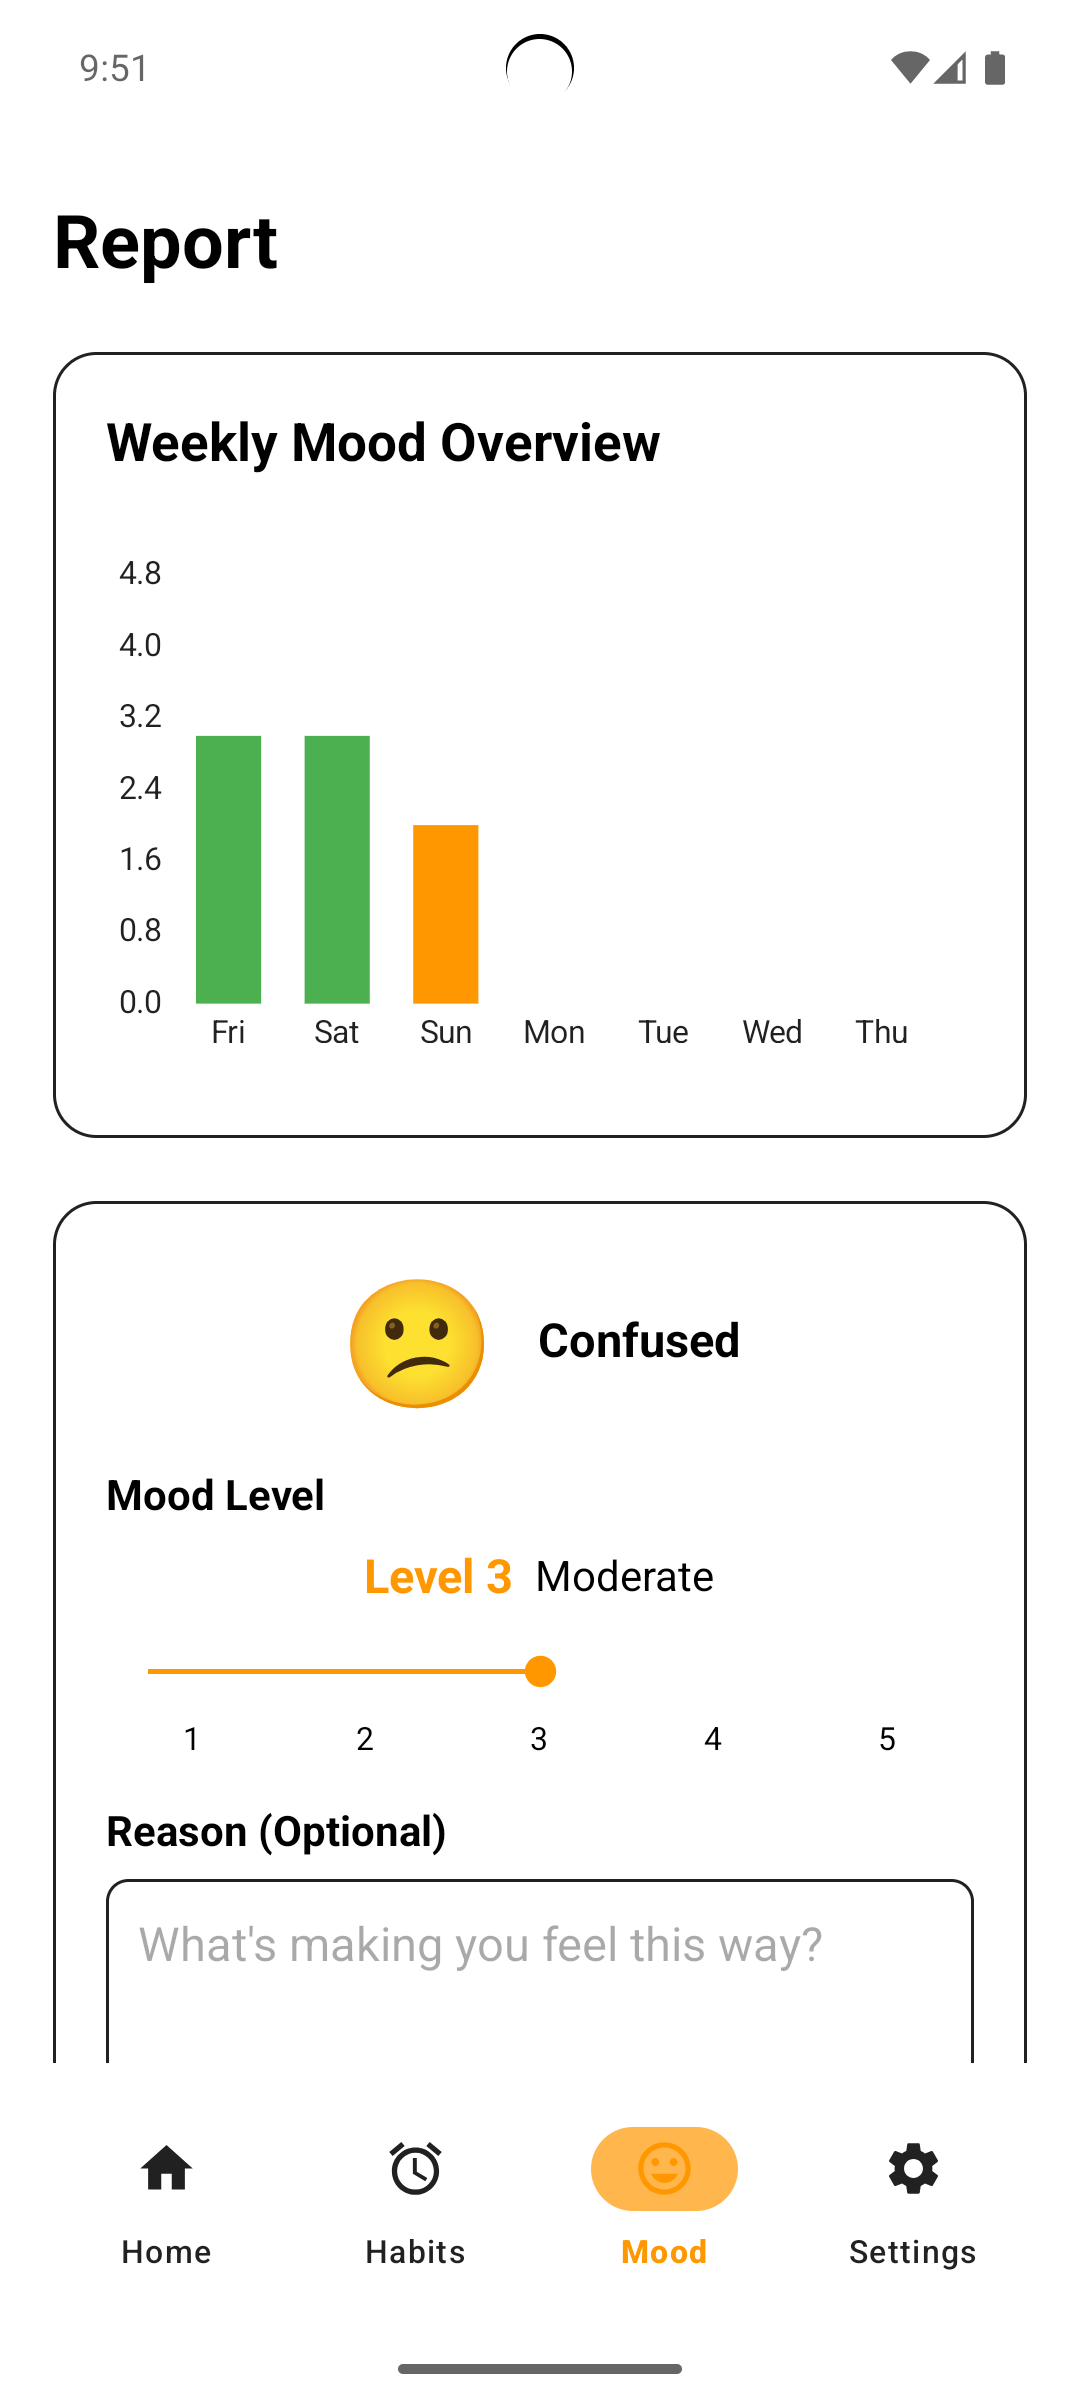 9:51
Report
Weekly Mood Overview
4.8
4.0
3.2
2.4
1.6
0.8
0.0
Fri Sat Sun Mon Tue Wed Thu
Confused
Mood Level
Level 3 Moderate
1 2 3 4 5
Reason (Optional)
What's making you feel this way?
Home Habits Mood Settings